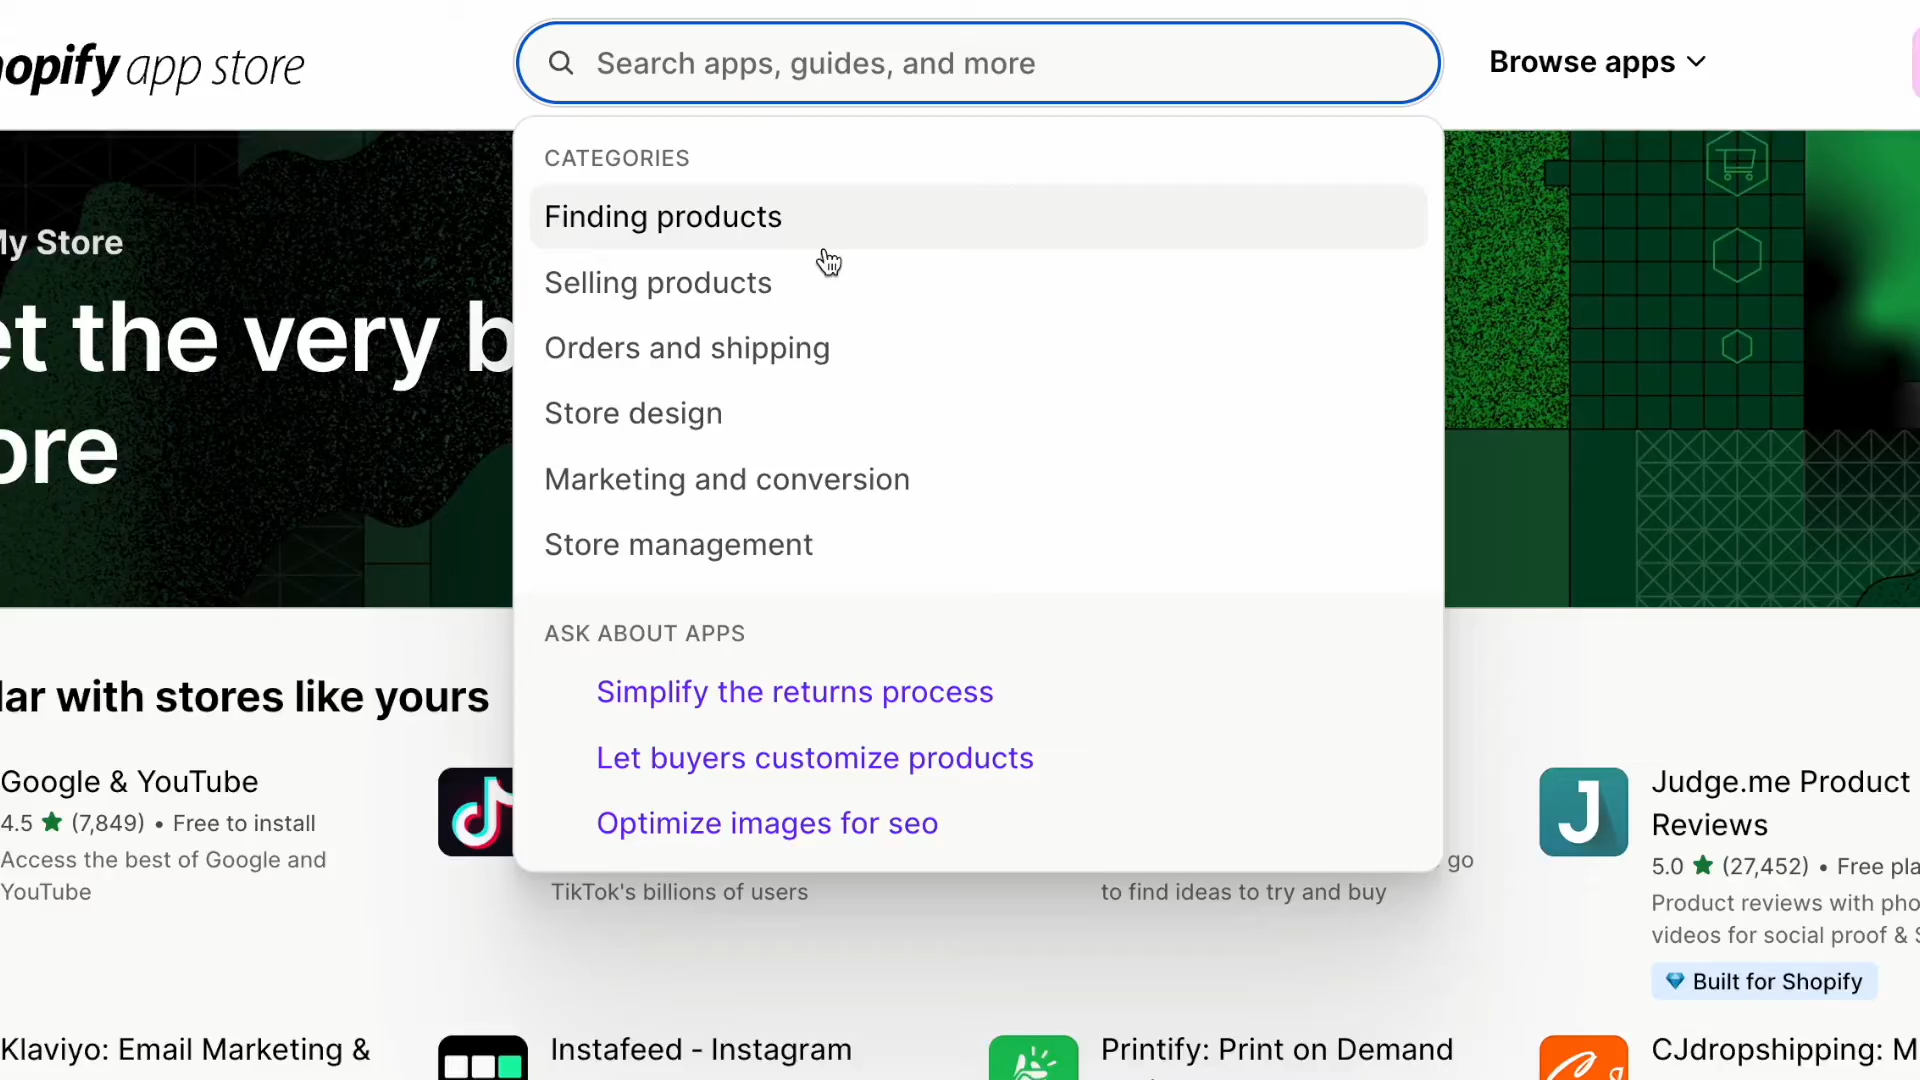 opify app store
Search apps, guides, and more
Browse apps
CATEGORIES
Finding products
Selling products
Orders and shipping
Store design
Marketing and conversion
Store management
ASK ABOUT APPS
Simplify the returns process
Let buyers customize products
Optimize images for seo
My Store
et the very b
ore
lar with stores like yours
Google & YouTube
4.5 ★ (7,849) • Free to install
Access the best of Google and
YouTube
TikTok's billions of users
go
to find ideas to try and buy
Judge.me Product
Reviews
5.0 ★ (27,452) • Free pla
Product reviews with pho
videos for social proof & S
Built for Shopify
Klaviyo: Email Marketing &
Instafeed - Instagram
Printify: Print on Demand
CJdropshipping: M